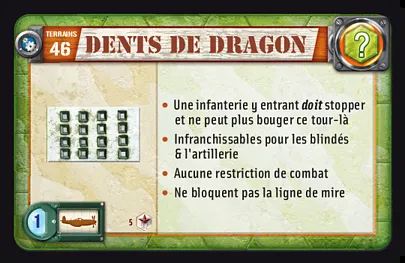 TERRAINS
46
DENTS DE DRAGON
?
• Une infanterie y entrant doit stopper
et ne peut plus bouger ce tour-là
• Infranchissables pour les blindés
& l'artillerie
• Aucune restriction de combat
• Ne bloquent pas la ligne de mire
1
5